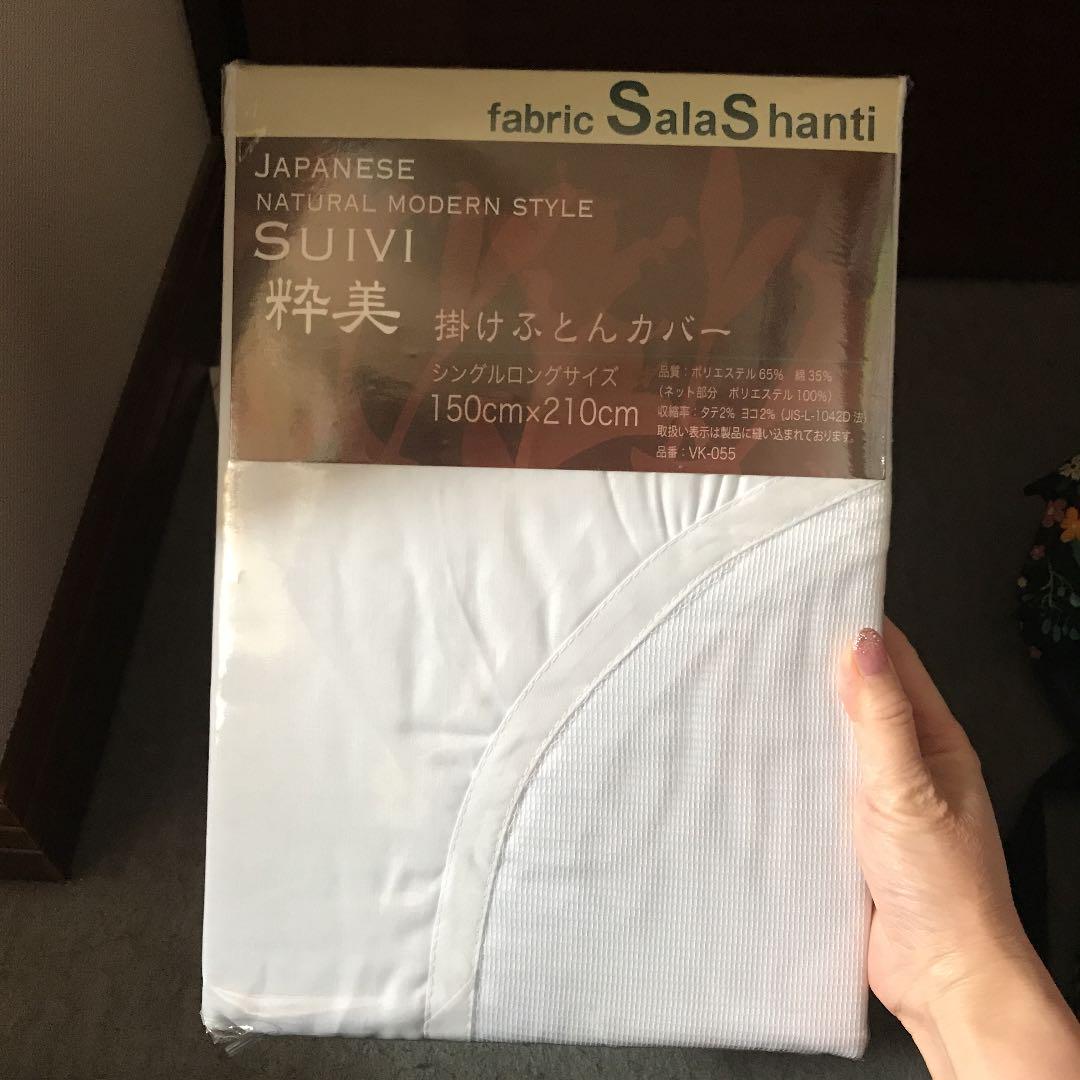 fabric SalaShanti
JAPANESE
NATURAL MODERN STYLE
SUIVI
粋美
掛けふとんカバー
シングルロングサイズ
150cm×210cm
品質：ポリエステル65%　綿35%
（ネット部分　ポリエステル100%）
収縮率：タテ2% ヨコ2%（JIS-L-1042D法）
取扱い表示は製品に縫い込まれております。
品番：VK-055